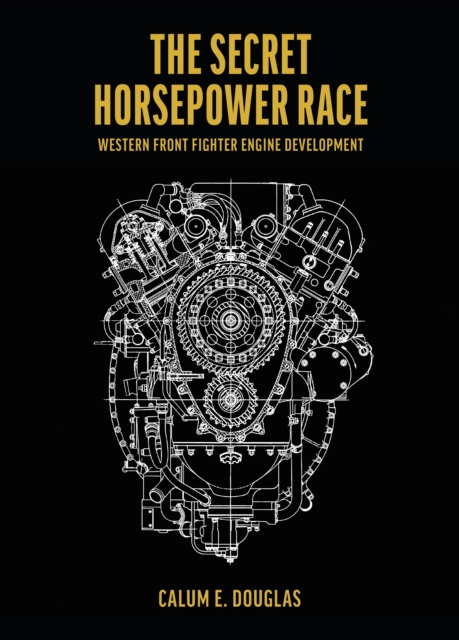 THE SECRET
HORSEPOWER RACE
WESTERN FRONT FIGHTER ENGINE DEVELOPMENT
CALUM E. DOUGLAS